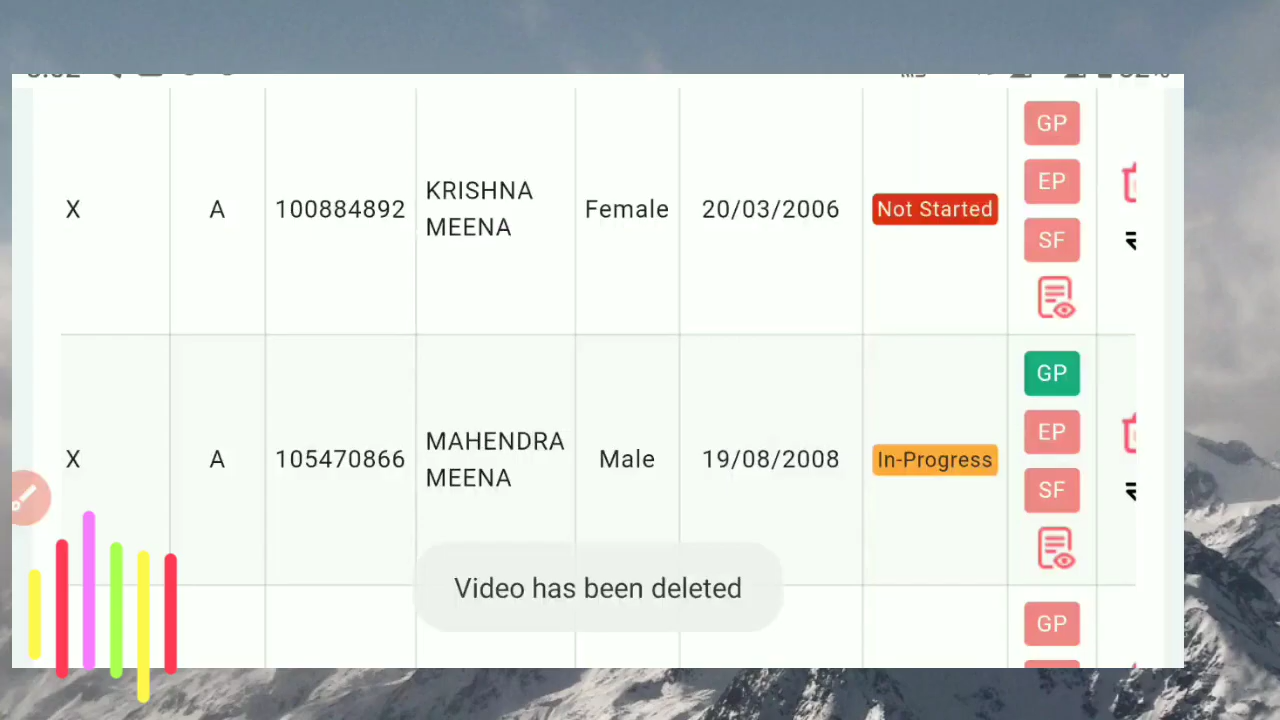 GP
X A 100884892 KRISHNA MEENA Female 20/03/2006 Not Started
EP
SF
GP
X A 105470866 MAHENDRA MEENA Male 19/08/2008 In-Progress
EP
SF
Video has been deleted
GP